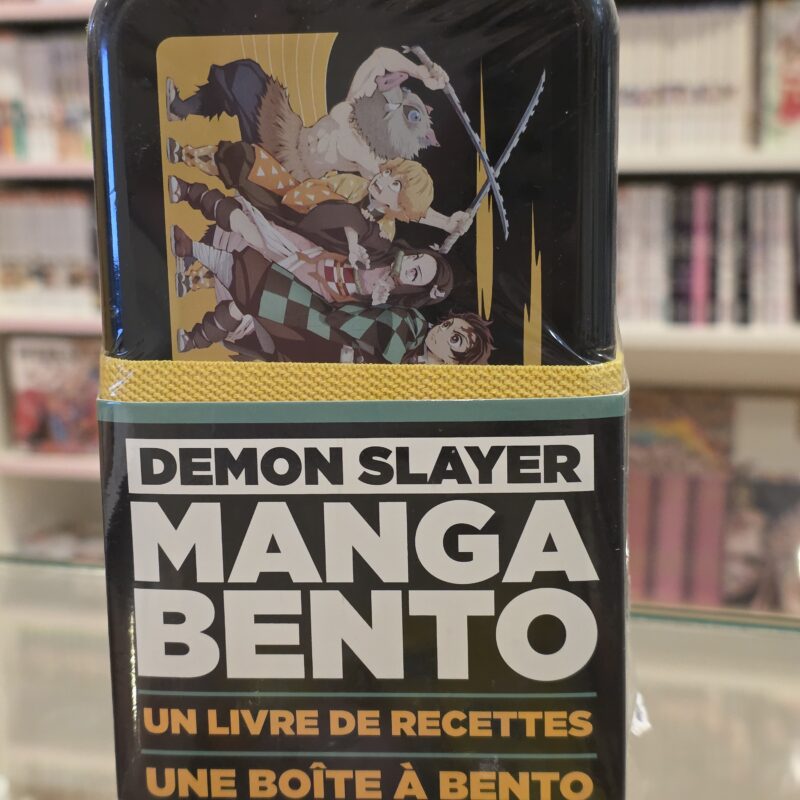 DEMON SLAYER
MANGA
BENTO
UN LIVRE DE RECETTES
UNE BOÎTE À BENTO